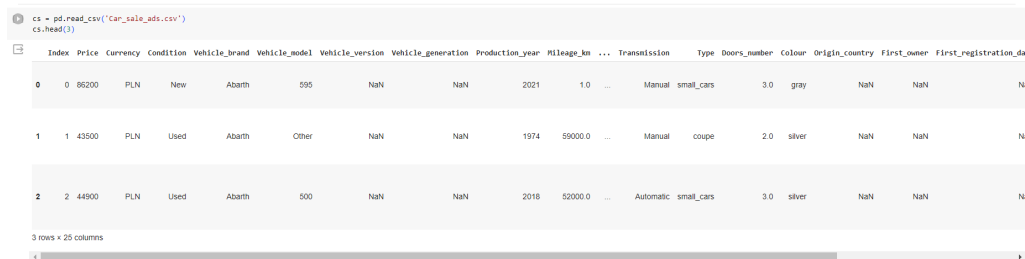 cs = pd.read_csv('Car_sale_ads.csv')
cs.head(3)
Index Price Currency Condition Vehicle_brand Vehicle_model Vehicle_version Vehicle_generation Production_year Mileage_km ... Transmission Type Doors_number Colour Origin_country First_owner First_registration_da
0 0 86200 PLN New Abarth 595 NaN NaN 2021 1.0 ... Manual small_cars 3.0 gray NaN NaN Na
1 1 43500 PLN Used Abarth Other NaN NaN 1974 59000.0 ... Manual coupe 2.0 silver NaN NaN Na
2 2 44900 PLN Used Abarth 500 NaN NaN 2018 52000.0 ... Automatic small_cars 3.0 silver NaN NaN Na
3 rows × 25 columns